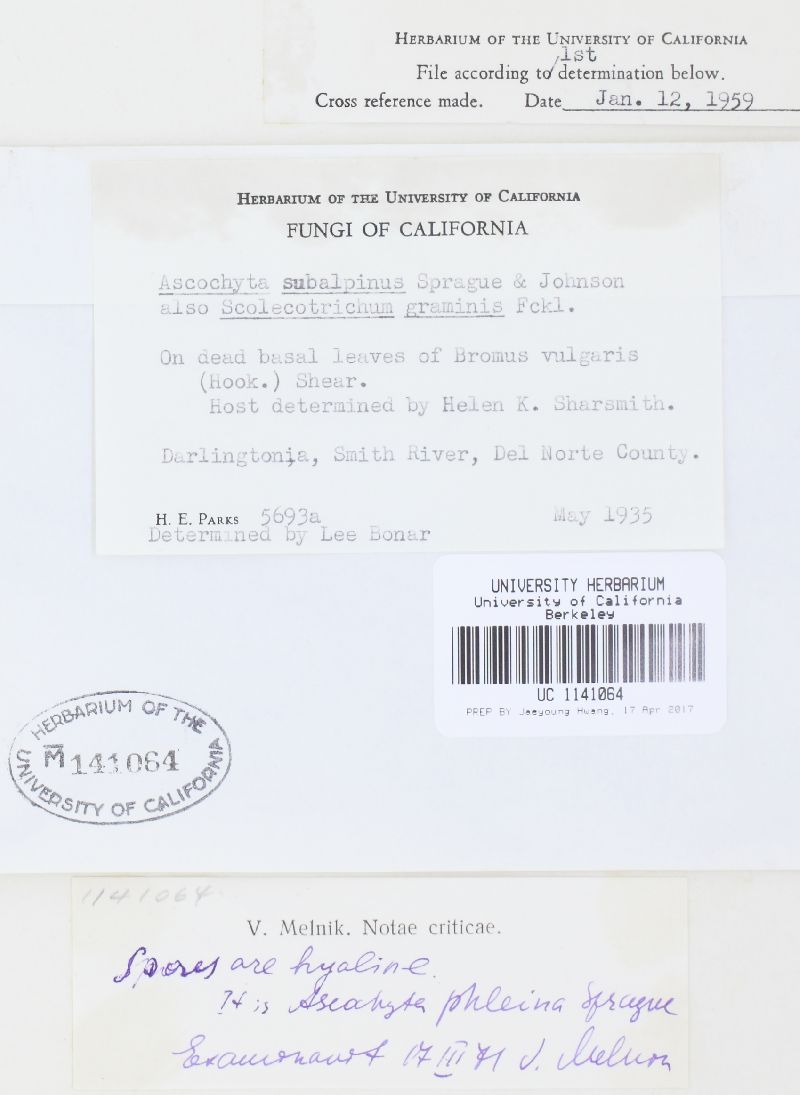 HERBARIUM OF THE UNIVERSITY OF CALIFORNIA
1st
File according to/determination below.
Cross reference made. Date Jan. 12, 1959
HERBARIUM OF THE UNIVERSITY OF CALIFORNIA
FUNGI OF CALIFORNIA
Ascochyta subalpinus Sprague & Johnson
also Scolecotrichum graminis Fckl.
On dead basal leaves of Bromus vulgaris
(Hook.) Shear.
Host determined by Helen K. Sharsmith.
Darlingtonia, Smith River, Del Norte County.
H. E. PARKS 5693a May 1935
Determined by Lee Bonar
UNIVERSITY HERBARIUM
University of California
Berkeley
UC 1141064
PREP BY Jaeyoung Hwang, 17 Apr 2017
HERBARIUM OF THE
M 141064
UNIVERSITY OF CALIFORNIA
1141064
V. Melnik. Notae criticae.
Spores are hyaline.
It is Ascochyta phleina Sprague
17 III 71 V. Melnik